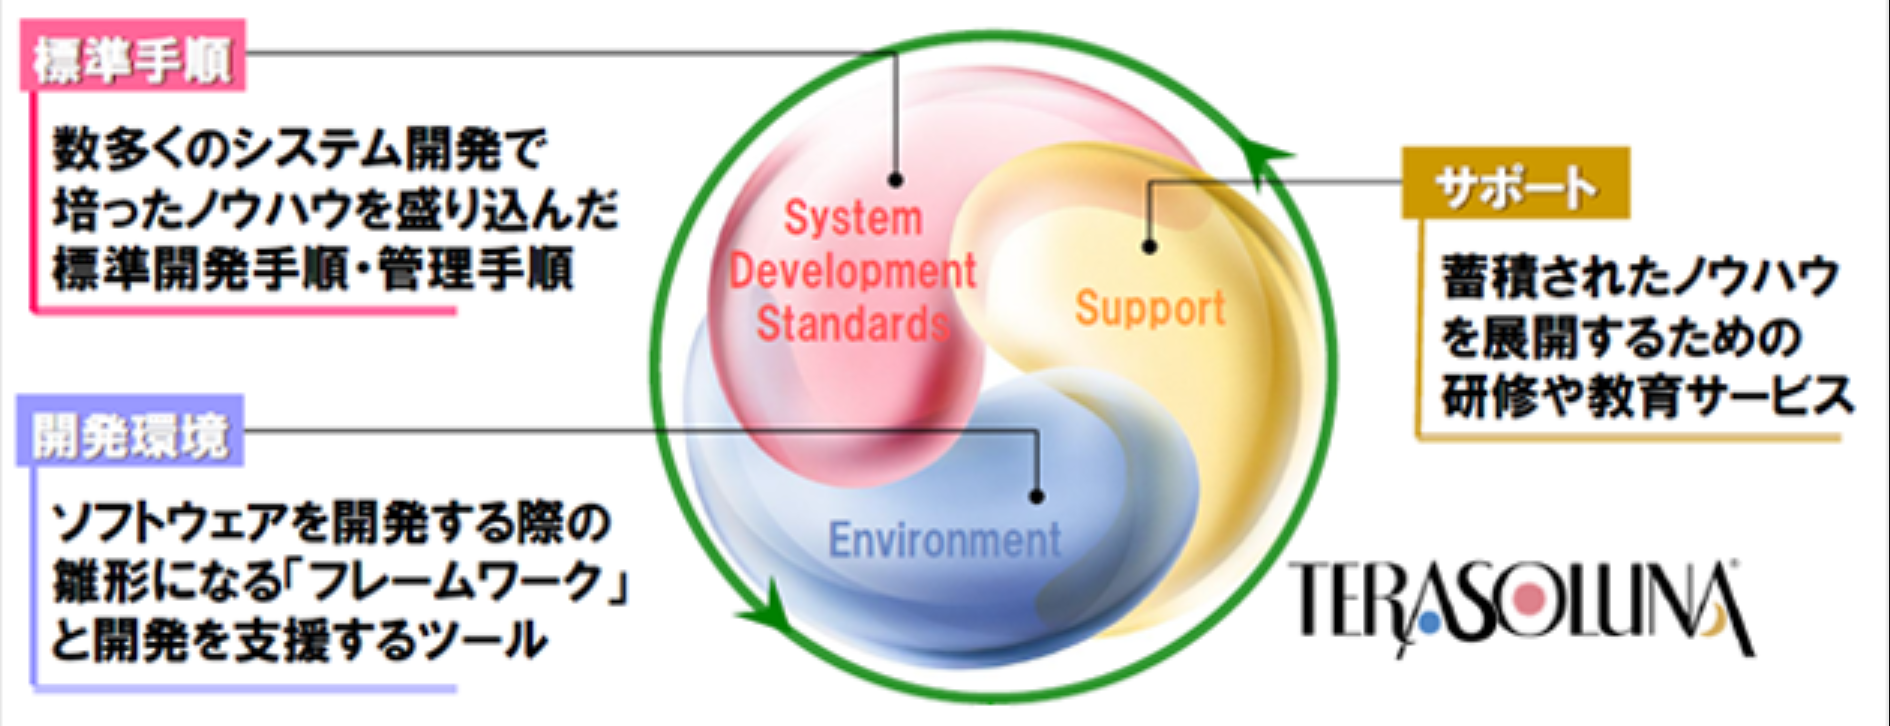 標準手順
数多くのシステム開発で
培ったノウハウを盛り込んだ
標準開発手順・管理手順
開発環境
ソフトウェアを開発する際の
雛形になる「フレームワーク」
と開発を支援するツール
System
Development
Standards
Support
Environment
サポート
蓄積されたノウハウ
を展開するための
研修や教育サービス
TERASOLUNA